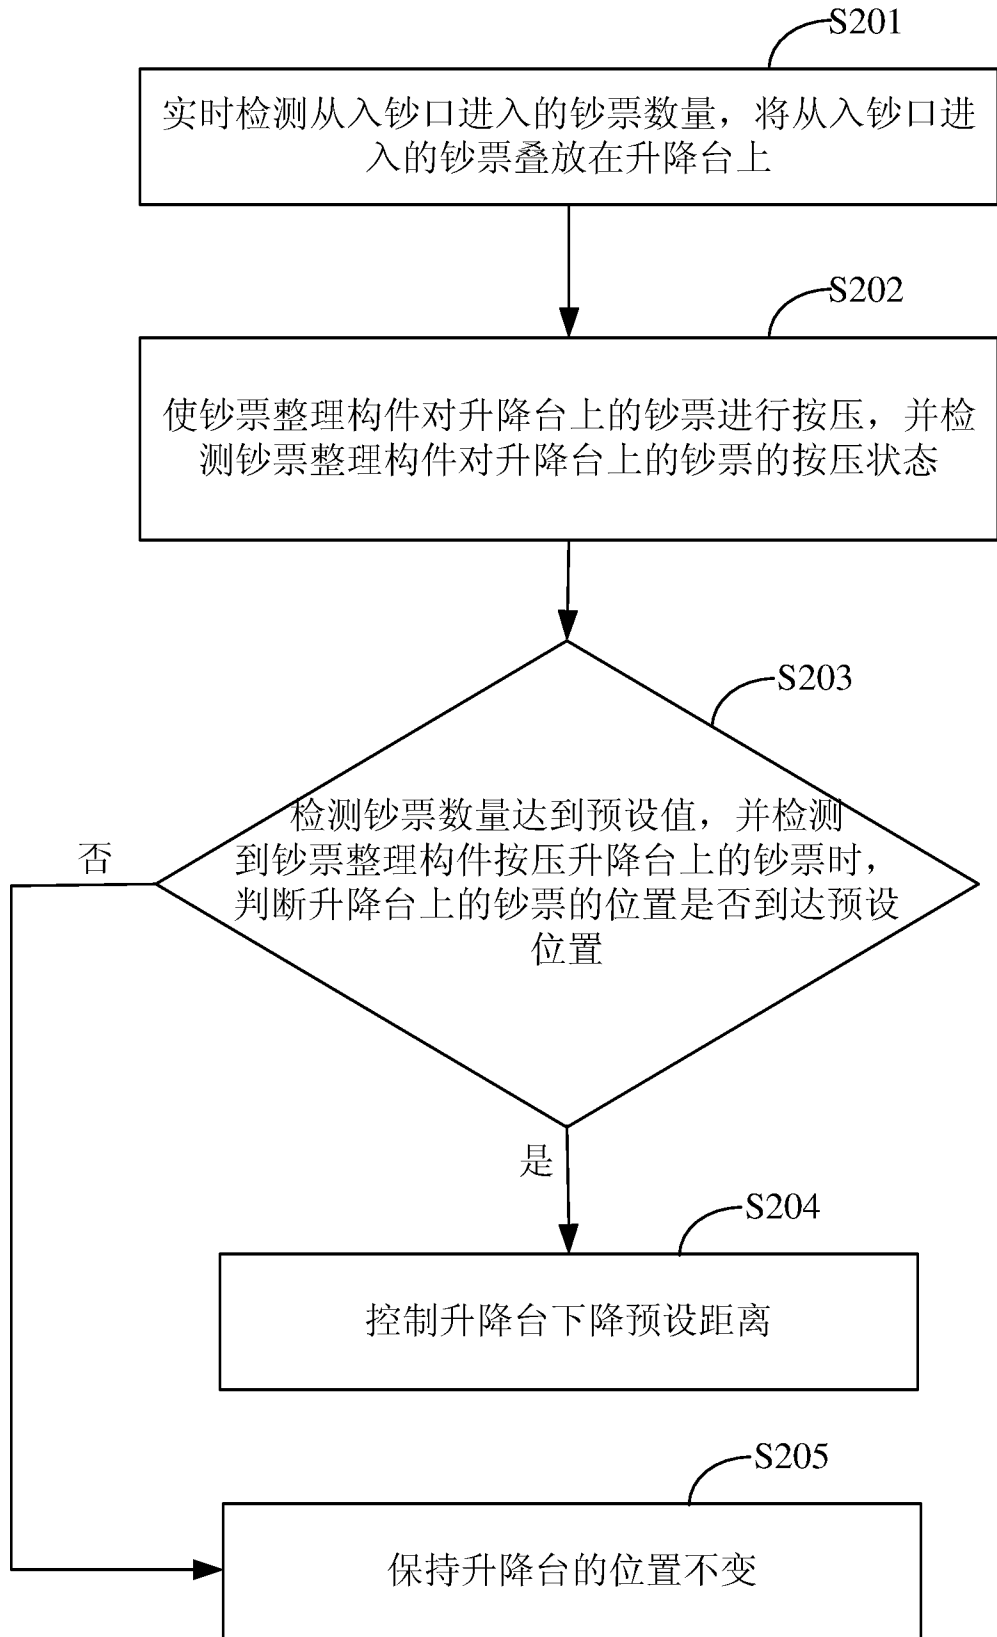 S201
实时检测从入钞口进入的钞票数量，将从入钞口进
入的钞票叠放在升降台上
S202
使钞票整理构件对升降台上的钞票进行按压，并检
测钞票整理构件对升降台上的钞票的按压状态
S203
检测钞票数量达到预设值，并检测
到钞票整理构件按压升降台上的钞票时，
判断升降台上的钞票的位置是否到达预设
位置
否
是
S204
控制升降台下降预设距离
S205
保持升降台的位置不变